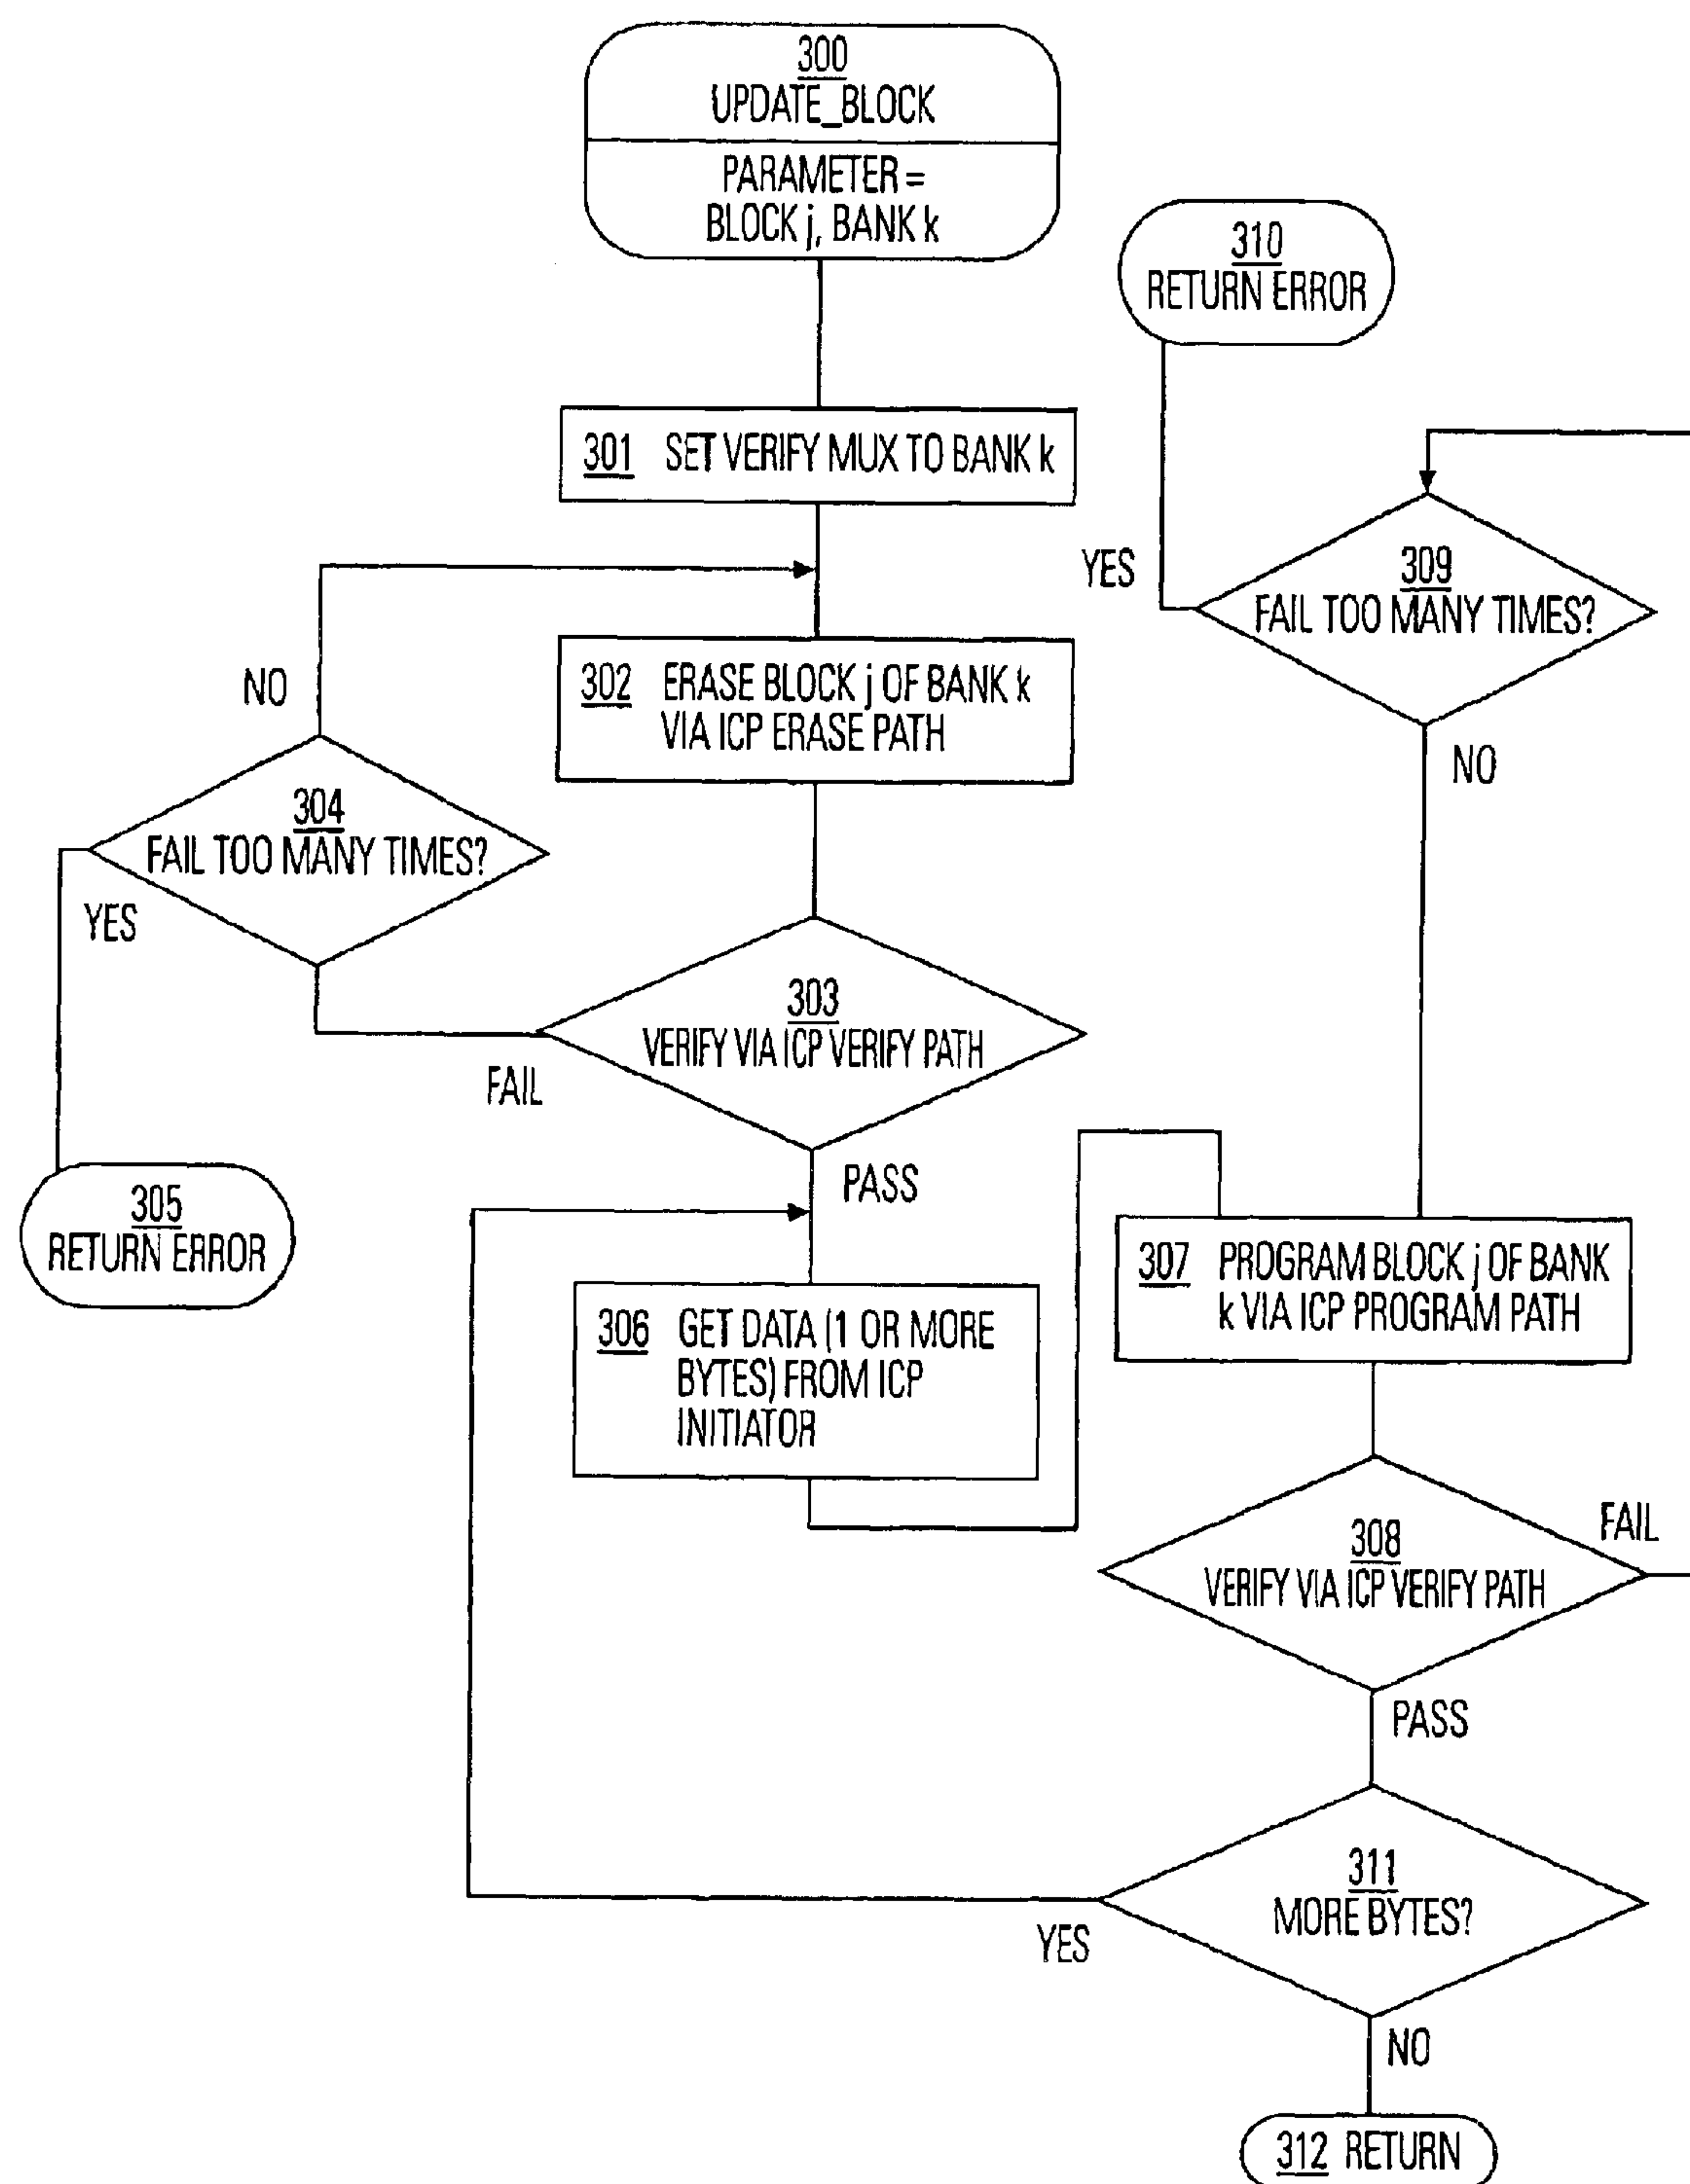 300
UPDATE_BLOCK
PARAMETER =
BLOCK j, BANK k
310
RETURN ERROR
301 SET VERIFY MUX TO BANK k
YES
309
FAIL TOO MANY TIMES?
NO
302 ERASE BLOCK j OF BANK k
VIA ICP ERASE PATH
NO
304
FAIL TOO MANY TIMES?
YES
303
VERIFY VIA ICP VERIFY PATH
FAIL
PASS
305
RETURN ERROR
307 PROGRAM BLOCK j OF BANK
k VIA ICP PROGRAM PATH
306 GET DATA (1 OR MORE
BYTES) FROM ICP
INITIATOR
308
VERIFY VIA ICP VERIFY PATH
FAIL
PASS
311
MORE BYTES?
YES
NO
312 RETURN